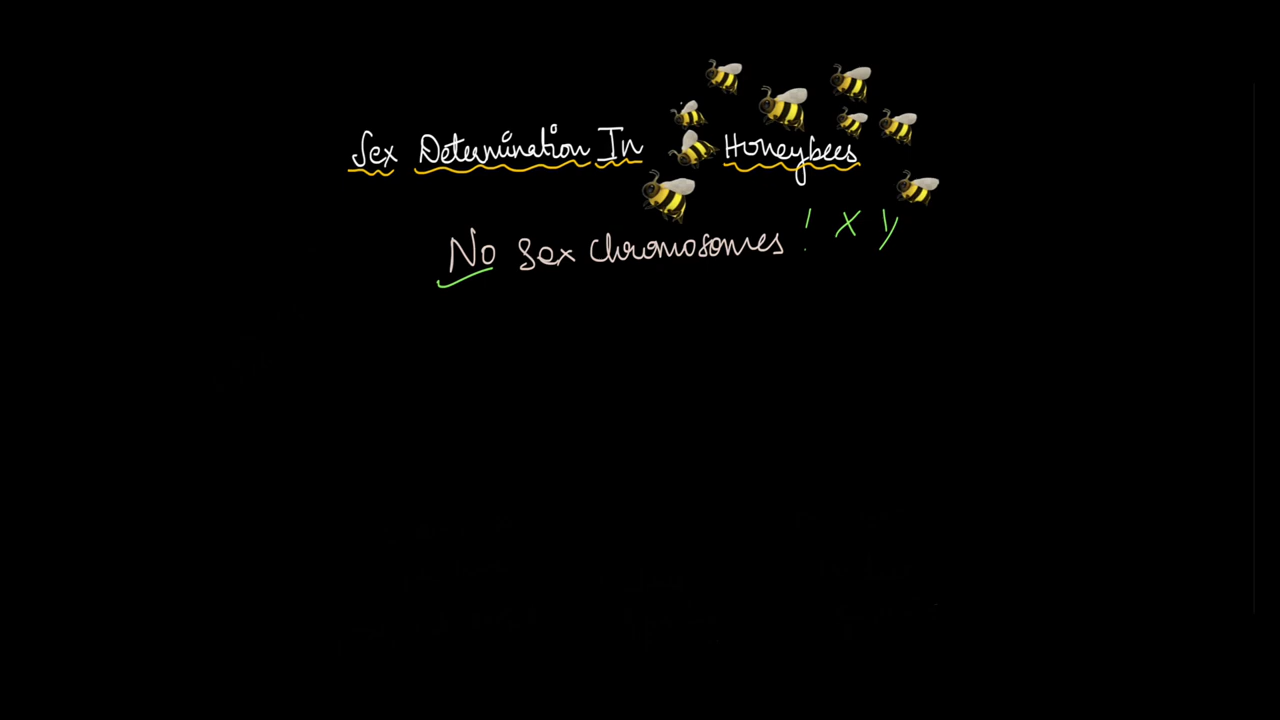 Sex Determination In Honeybees
No Sex chromosomes ! X y